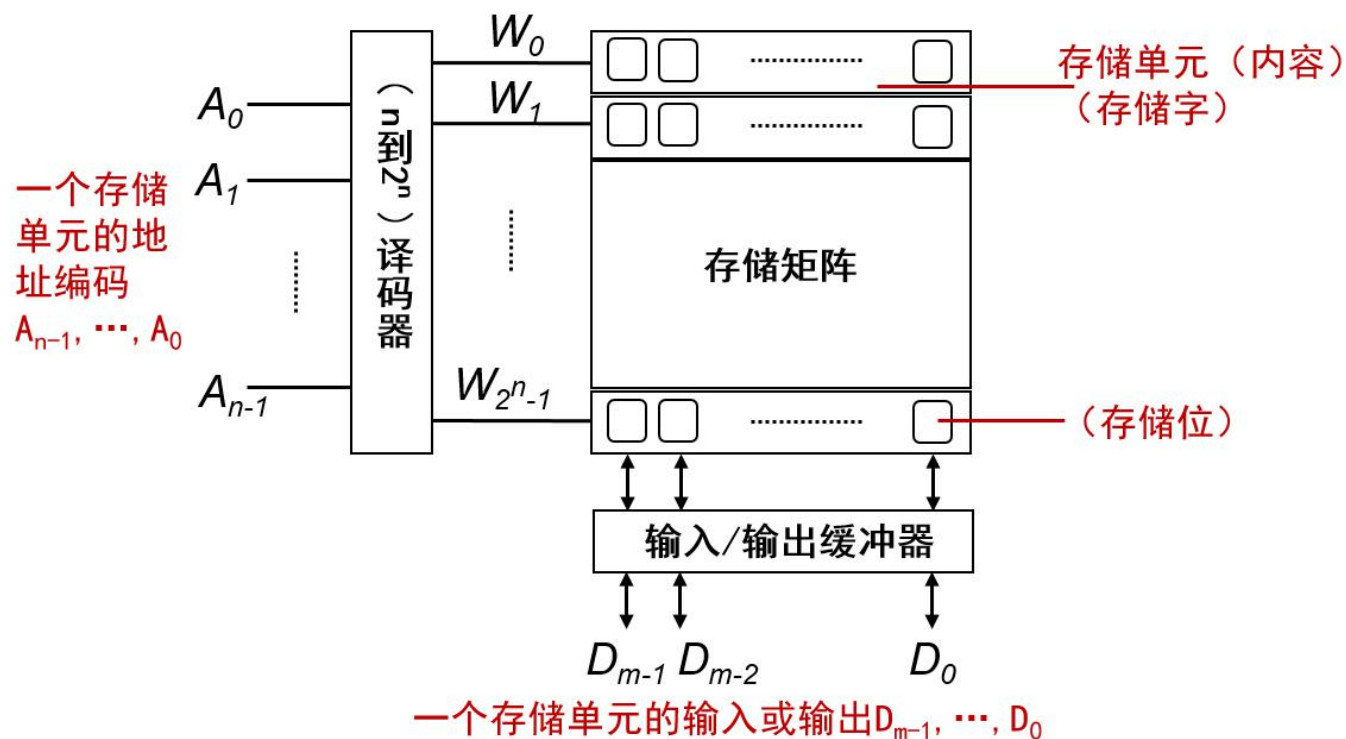 W₀
存储单元（内容）
（存储字）
A₀
W₁
A₁
一个存储
单元的地
址编码
Aₙ₋₁, ···, A₀
（n到2ⁿ）译码器
存储矩阵
Aₙ₋₁
W₂ⁿ₋₁
（存储位）
输入/输出缓冲器
Dₘ₋₁ Dₘ₋₂ D₀
一个存储单元的输入或输出Dₘ₋₁, ···, D₀